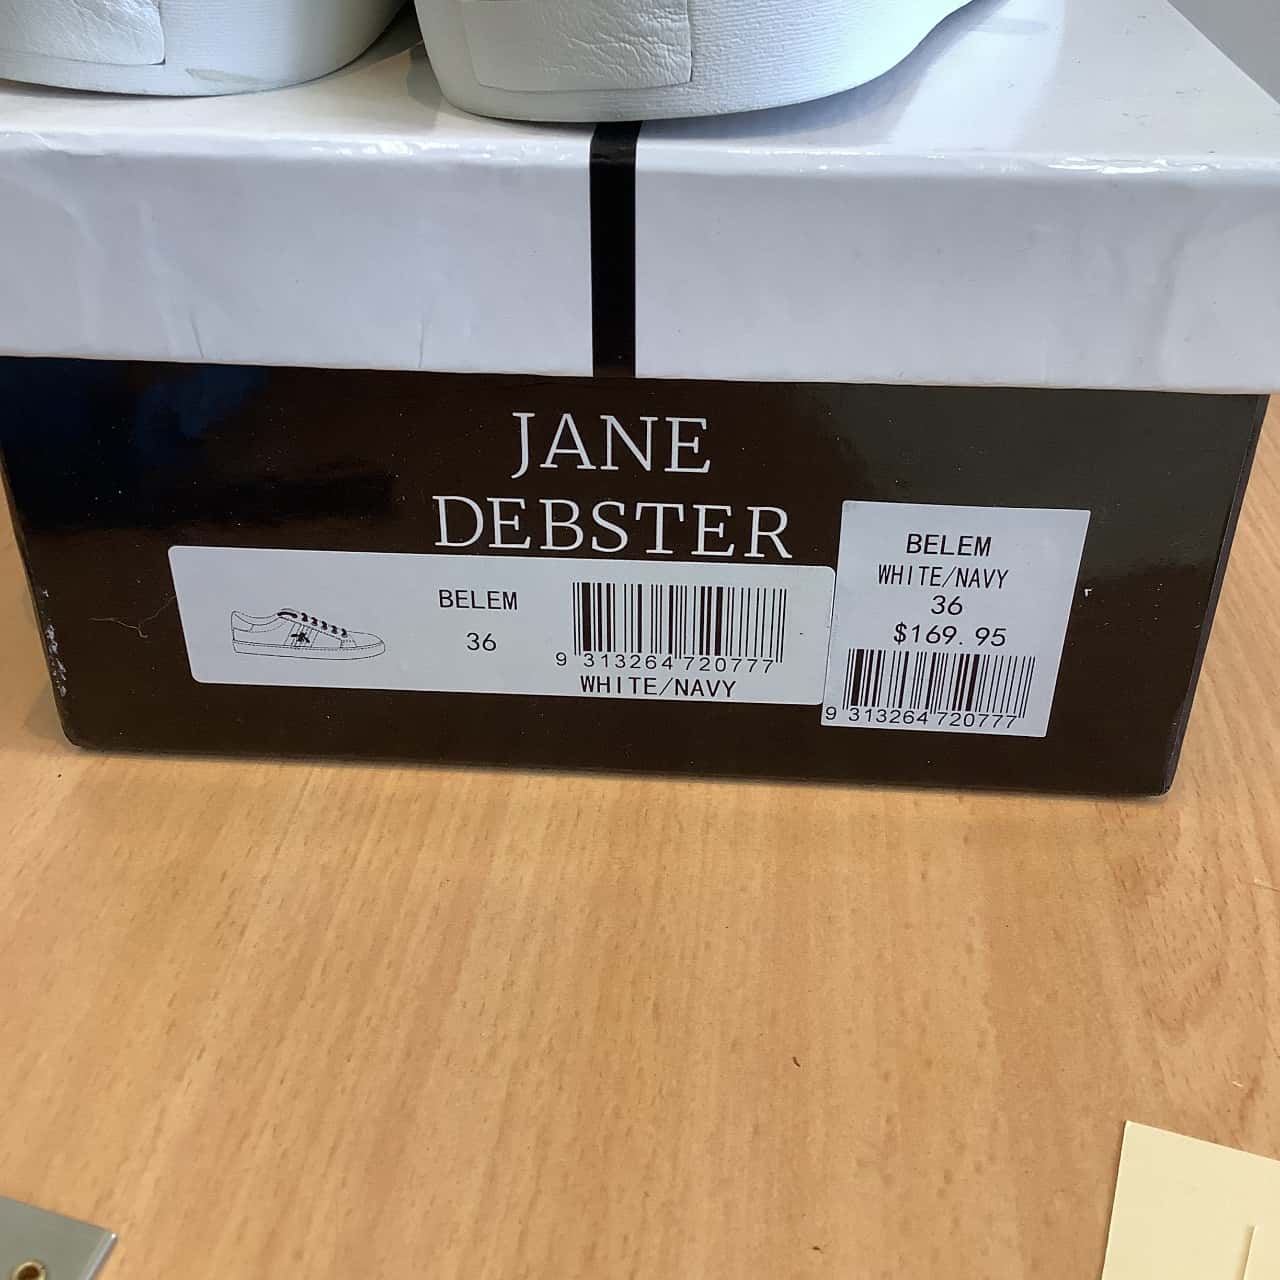 JANE
DEBSTER
BELEM
36
9 313264 720777
WHITE/NAVY
BELEM
WHITE/NAVY
36
$169.95
9 313264 720777